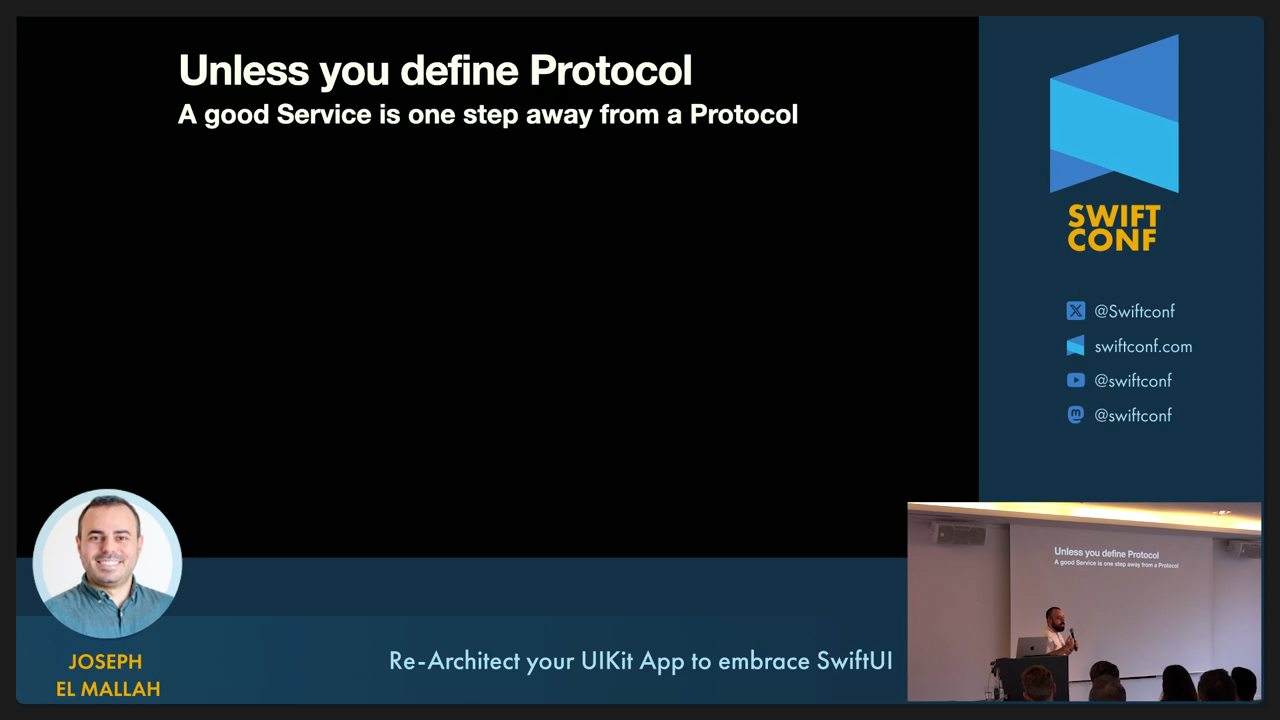 Unless you define Protocol
A good Service is one step away from a Protocol
SWIFT
CONF
@Swiftconf
swiftconf.com
@swiftconf
@swiftconf
JOSEPH
EL MALLAH
Re-Architect your UIKit App to embrace SwiftUI
Unless you define Protocol
A good Service is one step away from a Protocol